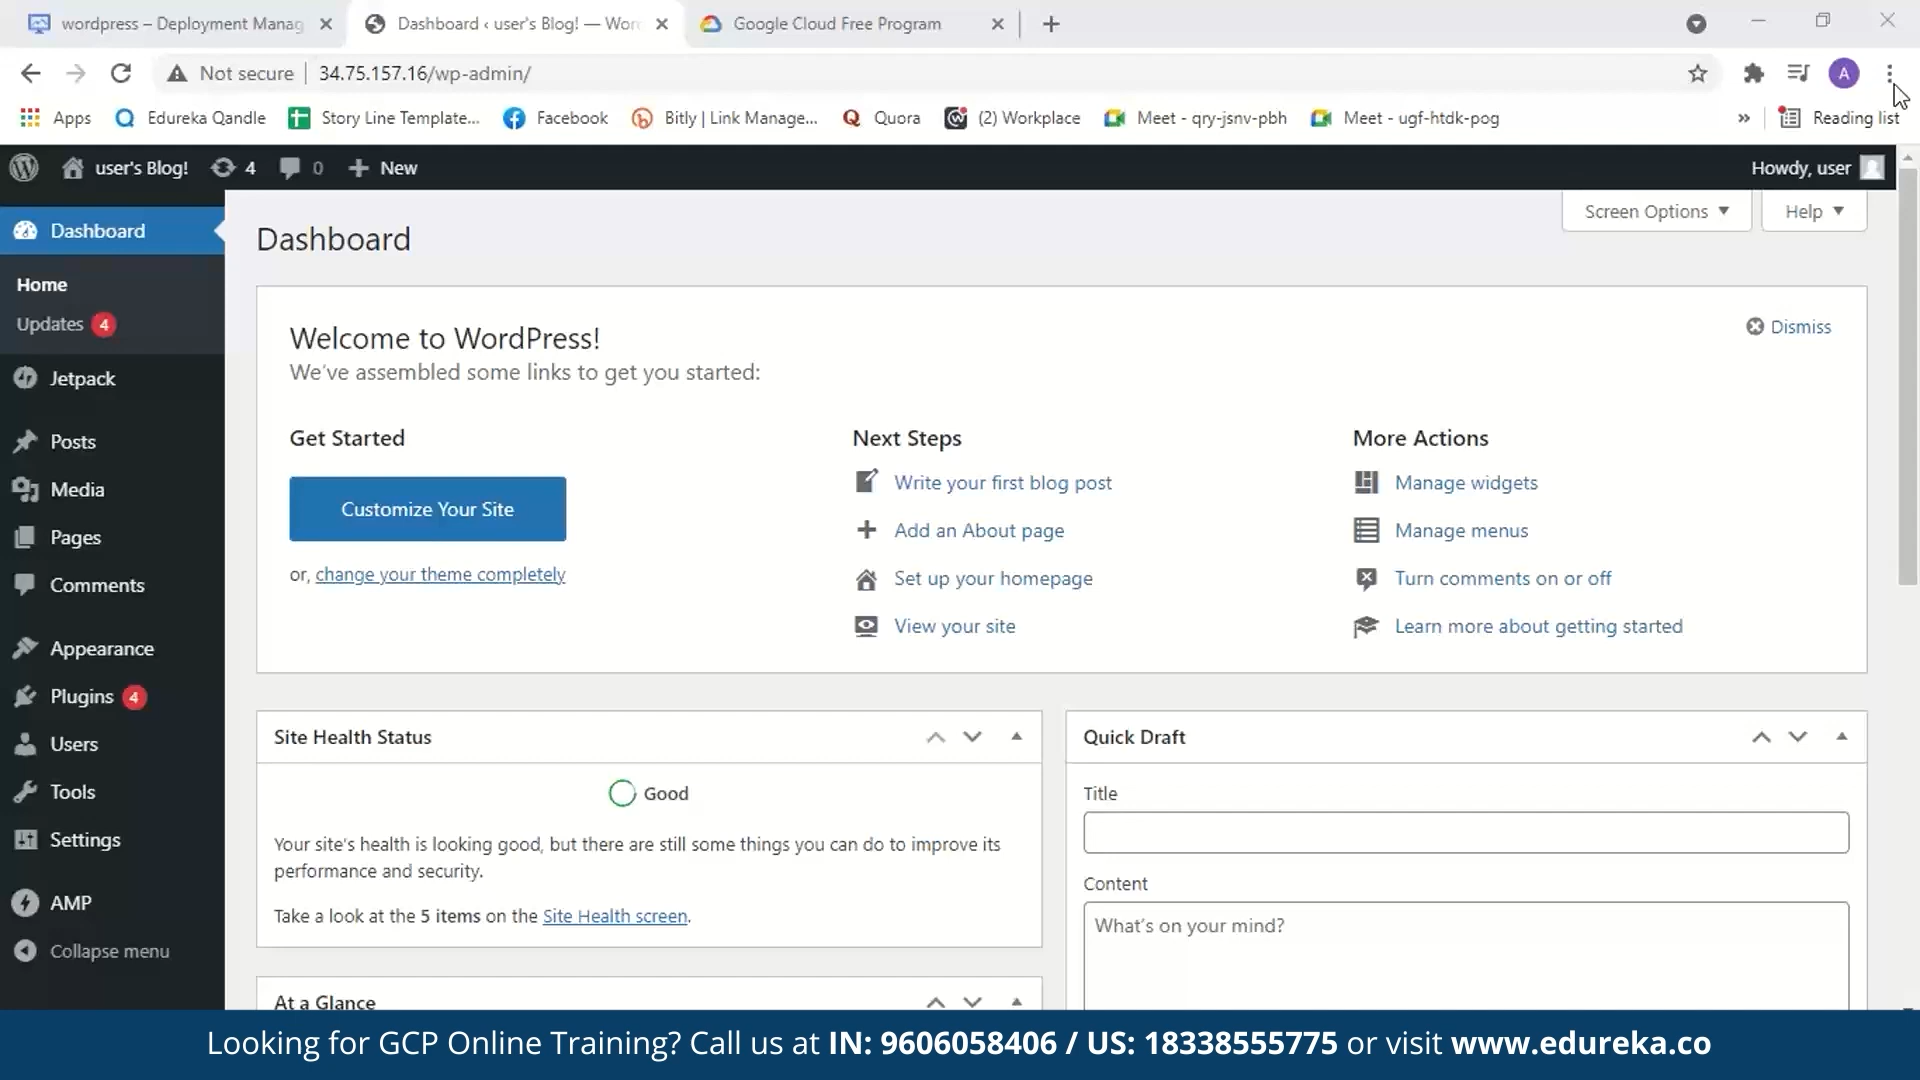 wordpress – Deployment Manag
Dashboard ‹ user's Blog! — Wor
Google Cloud Free Program
Not secure
34.75.157.16/wp-admin/
A
Apps
Edureka Qandle
Story Line Template...
Facebook
Bitly | Link Manage...
Quora
(2) Workplace
Meet - qry-jsnv-pbh
Meet - ugf-htdk-pog
»
Reading list
user's Blog!
4
0
New
Howdy, user
Dashboard
Home
Updates 4
Jetpack
Posts
Media
Pages
Comments
Appearance
Plugins 4
Users
Tools
Settings
AMP
Collapse menu
Screen Options
Help
Dashboard
Welcome to WordPress!
Dismiss
We've assembled some links to get you started:
Get Started
Customize Your Site
or, change your theme completely
Next Steps
Write your first blog post
Add an About page
Set up your homepage
View your site
More Actions
Manage widgets
Manage menus
Turn comments on or off
Learn more about getting started
Site Health Status
Good
Your site's health is looking good, but there are still some things you can do to improve its
performance and security.
Take a look at the 5 items on the Site Health screen.
At a Glance
Quick Draft
Title
Content
What's on your mind?
Looking for GCP Online Training? Call us at IN: 9606058406 / US: 18338555775 or visit www.edureka.co